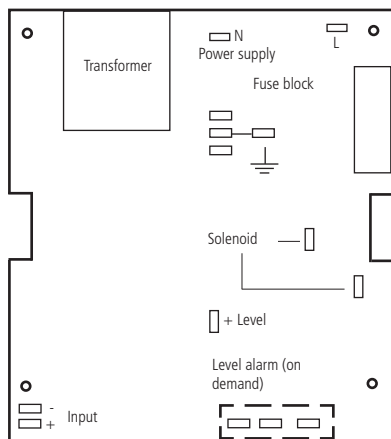 N
L
Power supply
Transformer
Fuse block
Solenoid
+ Level
Level alarm (on
demand)
-
+
Input